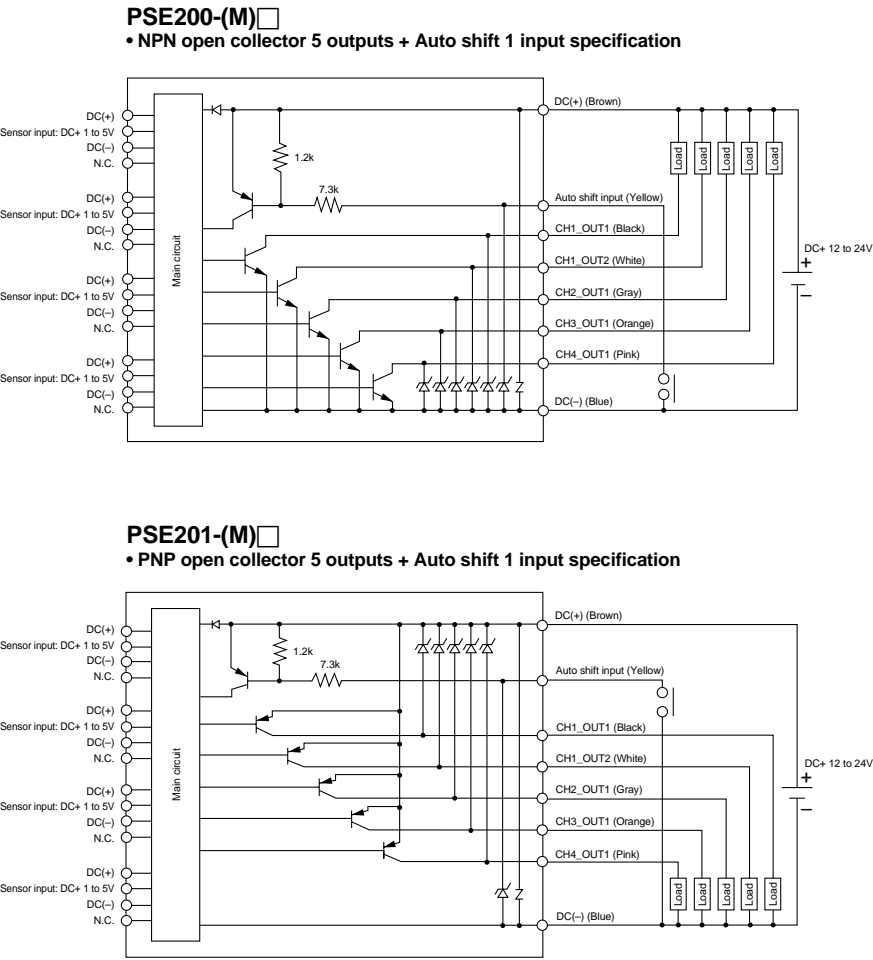 PSE200-(M)□
• NPN open collector 5 outputs + Auto shift 1 input specification
DC(+)
Sensor input: DC+ 1 to 5V
DC(–)
N.C.
DC(+)
Sensor input: DC+ 1 to 5V
DC(–)
N.C.
DC(+)
Sensor input: DC+ 1 to 5V
DC(–)
N.C.
DC(+)
Sensor input: DC+ 1 to 5V
DC(–)
N.C.
Main circuit
1.2k
7.3k
DC(+) (Brown)
Auto shift input (Yellow)
CH1_OUT1 (Black)
CH1_OUT2 (White)
CH2_OUT1 (Gray)
CH3_OUT1 (Orange)
CH4_OUT1 (Pink)
DC(–) (Blue)
Load
Load
Load
Load
Load
DC+ 12 to 24V
+
–
PSE201-(M)□
• PNP open collector 5 outputs + Auto shift 1 input specification
DC(+)
Sensor input: DC+ 1 to 5V
DC(–)
N.C.
DC(+)
Sensor input: DC+ 1 to 5V
DC(–)
N.C.
DC(+)
Sensor input: DC+ 1 to 5V
DC(–)
N.C.
DC(+)
Sensor input: DC+ 1 to 5V
DC(–)
N.C.
Main circuit
1.2k
7.3k
DC(+) (Brown)
Auto shift input (Yellow)
CH1_OUT1 (Black)
CH1_OUT2 (White)
CH2_OUT1 (Gray)
CH3_OUT1 (Orange)
CH4_OUT1 (Pink)
DC(–) (Blue)
Load
Load
Load
Load
Load
DC+ 12 to 24V
+
–